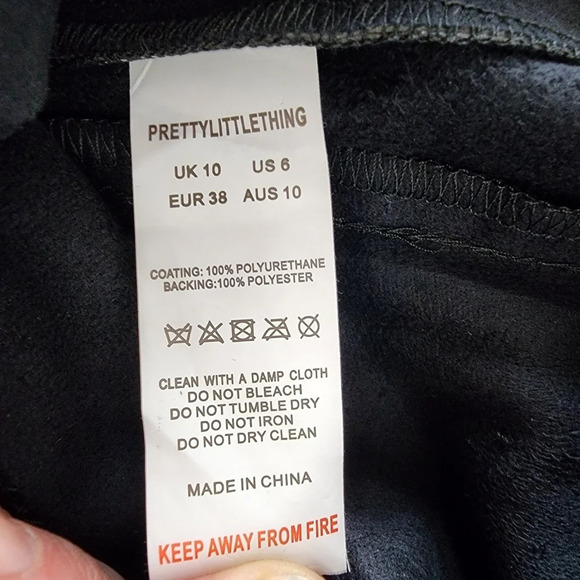 PRETTYLITTLETHING
UK 10 US 6
EUR 38 AUS 10
COATING: 100% POLYURETHANE
BACKING:100% POLYESTER
CLEAN WITH A DAMP CLOTH
DO NOT BLEACH
DO NOT TUMBLE DRY
DO NOT IRON
DO NOT DRY CLEAN
MADE IN CHINA
KEEP AWAY FROM FIRE